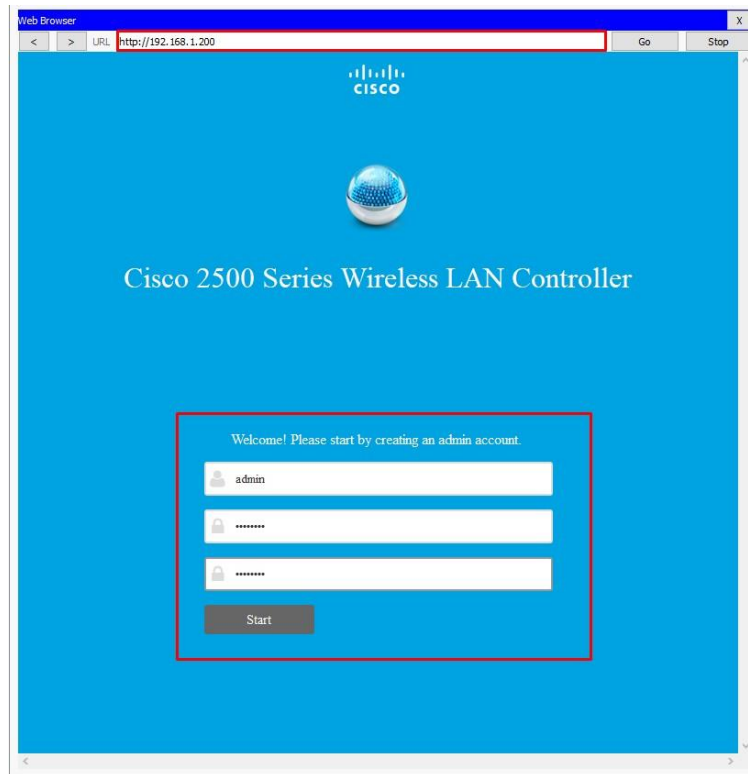 Web Browser
X
< > URL http://192.168.1.200 Go Stop
CISCO
Cisco 2500 Series Wireless LAN Controller
Welcome! Please start by creating an admin account.
admin
••••••••
••••••••
Start